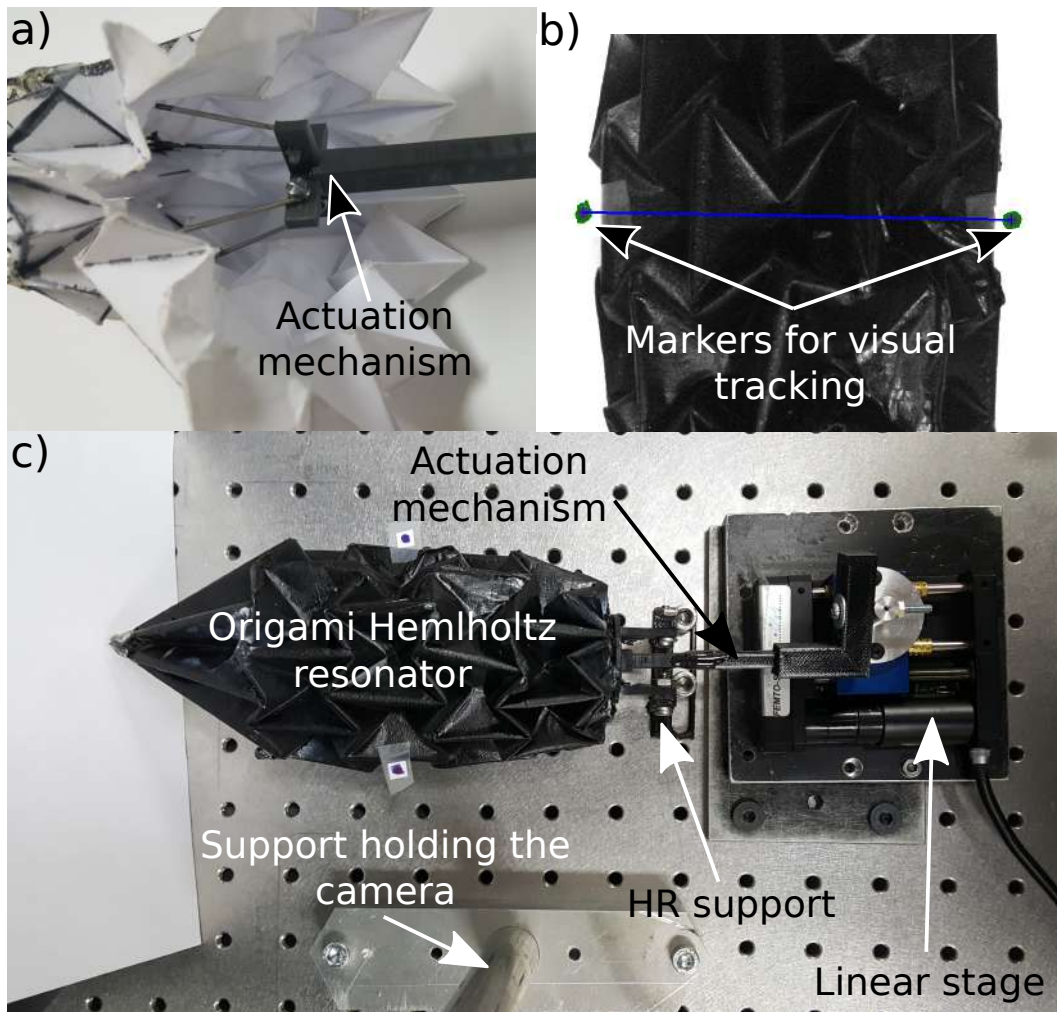 a)
Actuation
mechanism
b)
Markers for visual
tracking
c)
Actuation
mechanism
Origami Hemlholtz
resonator
Support holding the
camera
HR support
Linear stage